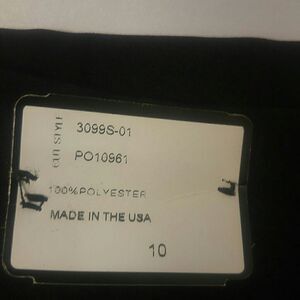 CUT STYLE
3099S-01
PO10961
100%POLYESTER
MADE IN THE USA
10